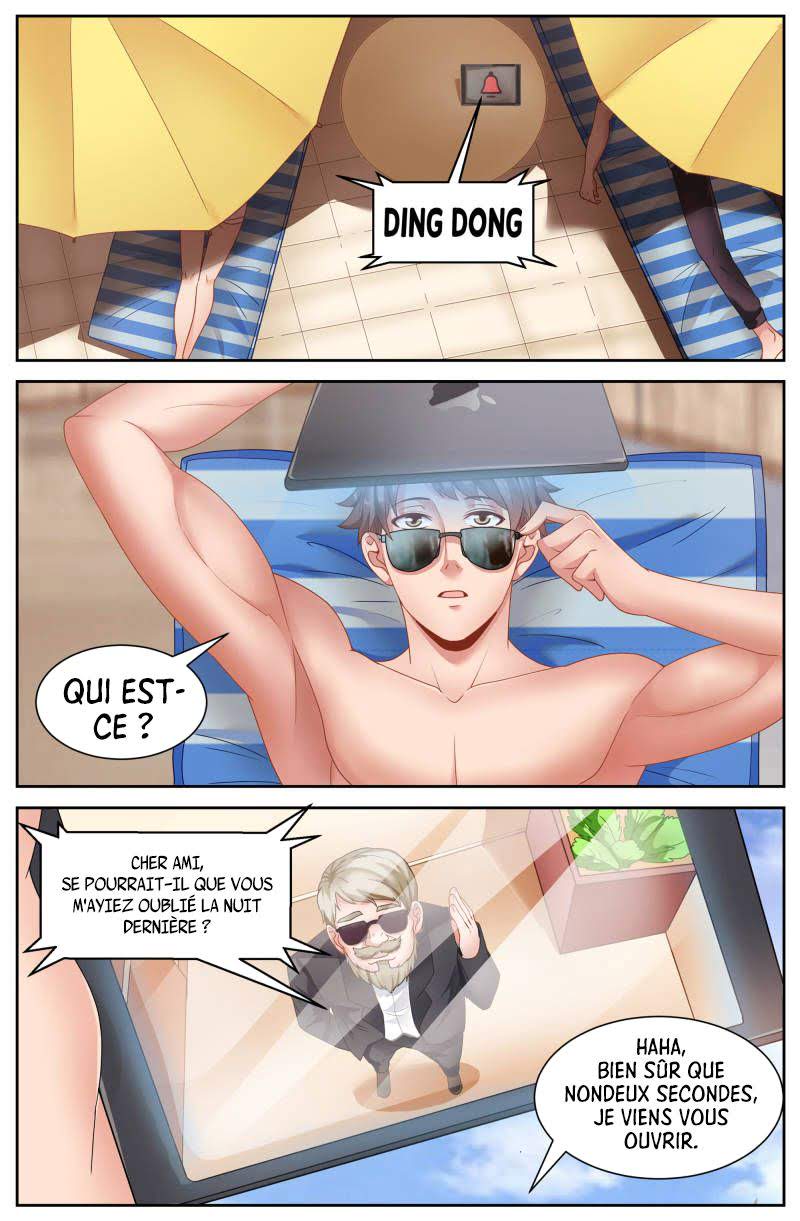 DING DONG
QUI EST-
CE ?
CHER AMI,
SE POURRAIT-IL QUE VOUS
M'AYIEZ OUBLIÉ LA NUIT
DERNIÈRE ?
HAHA,
BIEN SÛR QUE
NONDEUX SECONDES,
JE VIENS VOUS
OUVRIR.